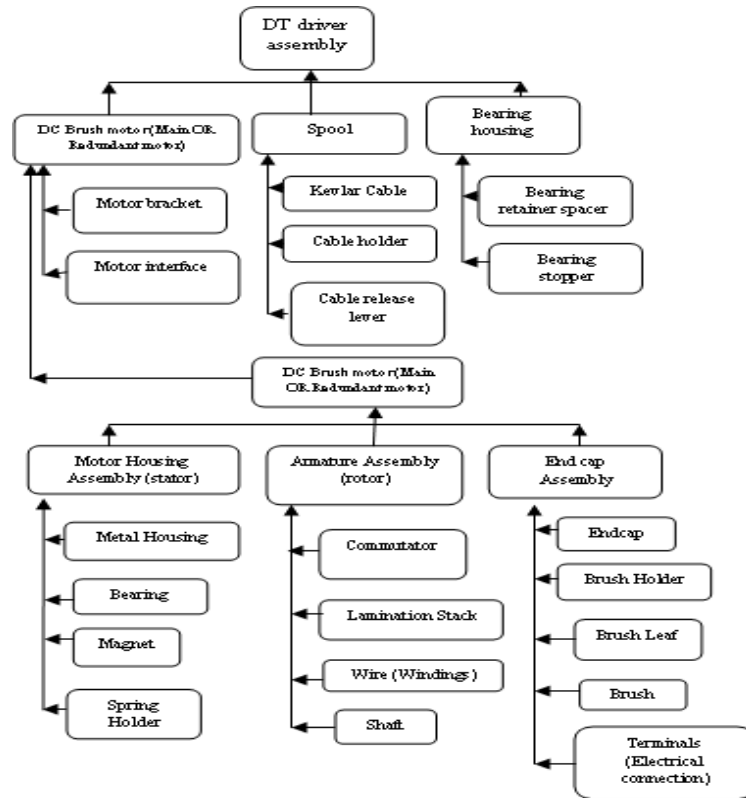 DT driver
assembly
DC Brush motor(Main OR
Redundant motor)
Spool
Bearing
housing
Motor bracket
Motor interface
Kevlar Cable
Cable holder
Cable release
lever
Bearing
retainer spacer
Bearing
stopper
DC Brush motor(Main
OR Redundant motor)
Motor Housing
Assembly (stator)
Armature Assembly
(rotor)
End cap
Assembly
Metal Housing
Bearing
Magnet
Spring
Holder
Commutator
Lamination Stack
Wire (Windings)
Shaft
Endcap
Brush Holder
Brush Leaf
Brush
Terminals
(Electrical
connection)